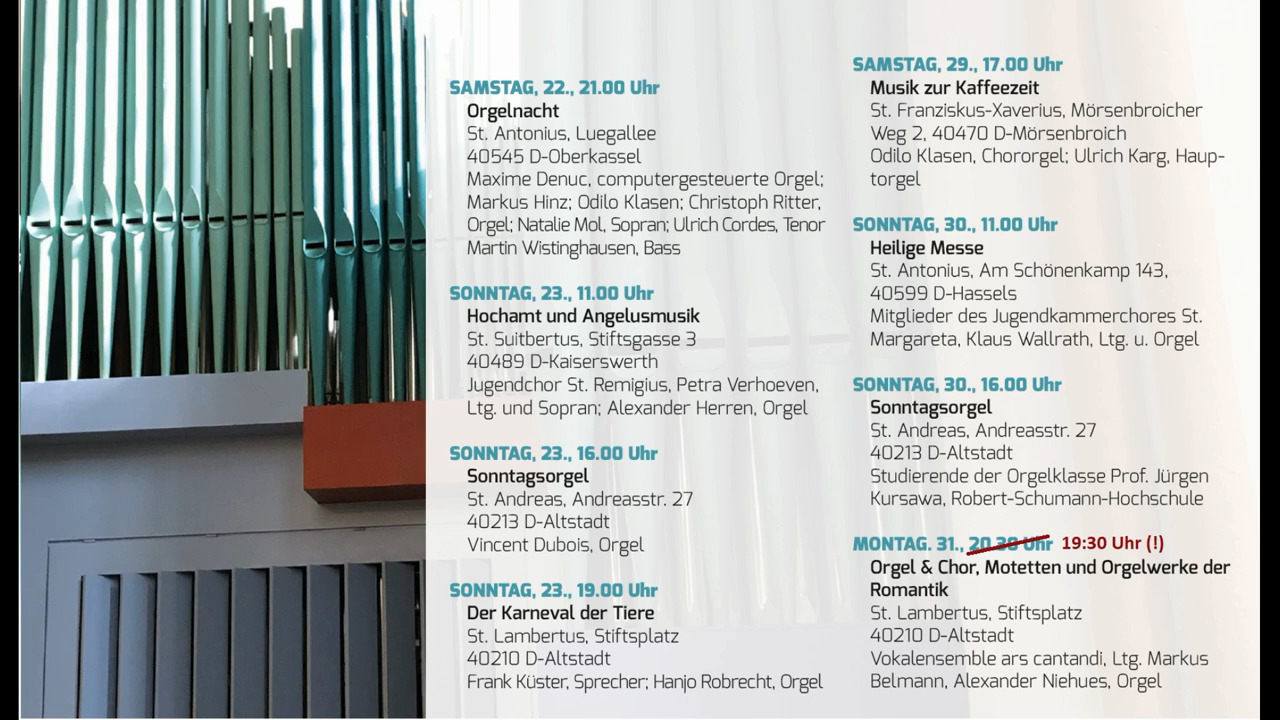 SAMSTAG, 22., 21.00 Uhr
Orgelnacht
St. Antonius, Luegallee
40545 D-Oberkassel
Maxime Denuc, computergesteuerte Orgel;
Markus Hinz; Odilo Klasen; Christoph Ritter,
Orgel; Natalie Mol, Sopran; Ulrich Cordes, Tenor
Martin Wistinghausen, Bass
SONNTAG, 23., 11.00 Uhr
Hochamt und Angelusmusik
St. Suitbertus, Stiftsgasse 3
40489 D-Kaiserswerth
Jugendchor St. Remigius, Petra Verhoeven,
Ltg. und Sopran; Alexander Herren, Orgel
SONNTAG, 23., 16.00 Uhr
Sonntagsorgel
St. Andreas, Andreasstr. 27
40213 D-Altstadt
Vincent Dubois, Orgel
SONNTAG, 23., 19.00 Uhr
Der Karneval der Tiere
St. Lambertus, Stiftsplatz
40210 D-Altstadt
Frank Küster, Sprecher; Hanjo Robrecht, Orgel
SAMSTAG, 29., 17.00 Uhr
Musik zur Kaffeezeit
St. Franziskus-Xaverius, Mörsenbroicher
Weg 2, 40470 D-Mörsenbroich
Odilo Klasen, Chororgel; Ulrich Karg, Haup-
torgel
SONNTAG, 30., 11.00 Uhr
Heilige Messe
St. Antonius, Am Schönenkamp 143,
40599 D-Hassels
Mitglieder des Jugendkammerchores St.
Margareta, Klaus Wallrath, Ltg. u. Orgel
SONNTAG, 30., 16.00 Uhr
Sonntagsorgel
St. Andreas, Andreasstr. 27
40213 D-Altstadt
Studierende der Orgelklasse Prof. Jürgen
Kursawa, Robert-Schumann-Hochschule
MONTAG. 31., 20.30 Uhr 19:30 Uhr (!)
Orgel & Chor, Motetten und Orgelwerke der
Romantik
St. Lambertus, Stiftsplatz
40210 D-Altstadt
Vokalensemble ars cantandi, Ltg. Markus
Belmann, Alexander Niehues, Orgel